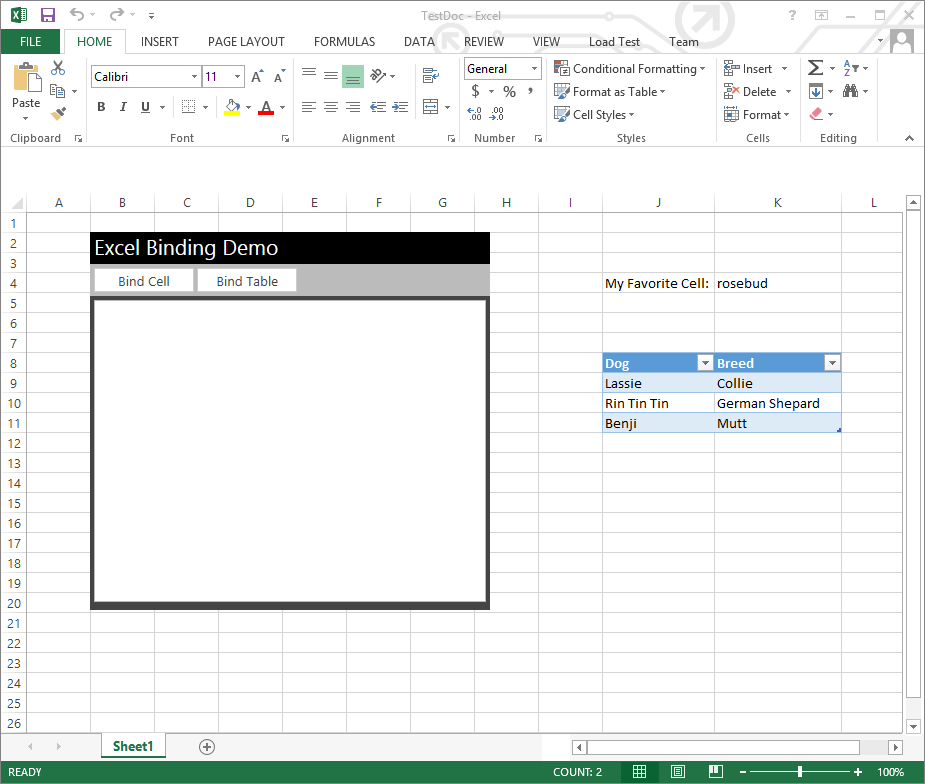 TestDoc - Excel
?
FILE HOME INSERT PAGE LAYOUT FORMULAS DATA REVIEW VIEW Load Test Team
Paste
Clipboard
Calibri 11
B I U A
Font
Alignment
General
$ % ,
Number
Conditional Formatting
Format as Table
Cell Styles
Styles
Insert
Delete
Format
Cells
Editing
A B C D E F G H I J K L
1
2 Excel Binding Demo
3
4 Bind Cell Bind Table My Favorite Cell: rosebud
5
6
7
8 Dog Breed
9 Lassie Collie
10 Rin Tin Tin German Shepard
11 Benji Mutt
12
13
14
15
16
17
18
19
20
21
22
23
24
25
26
Sheet1
READY COUNT: 2 100%